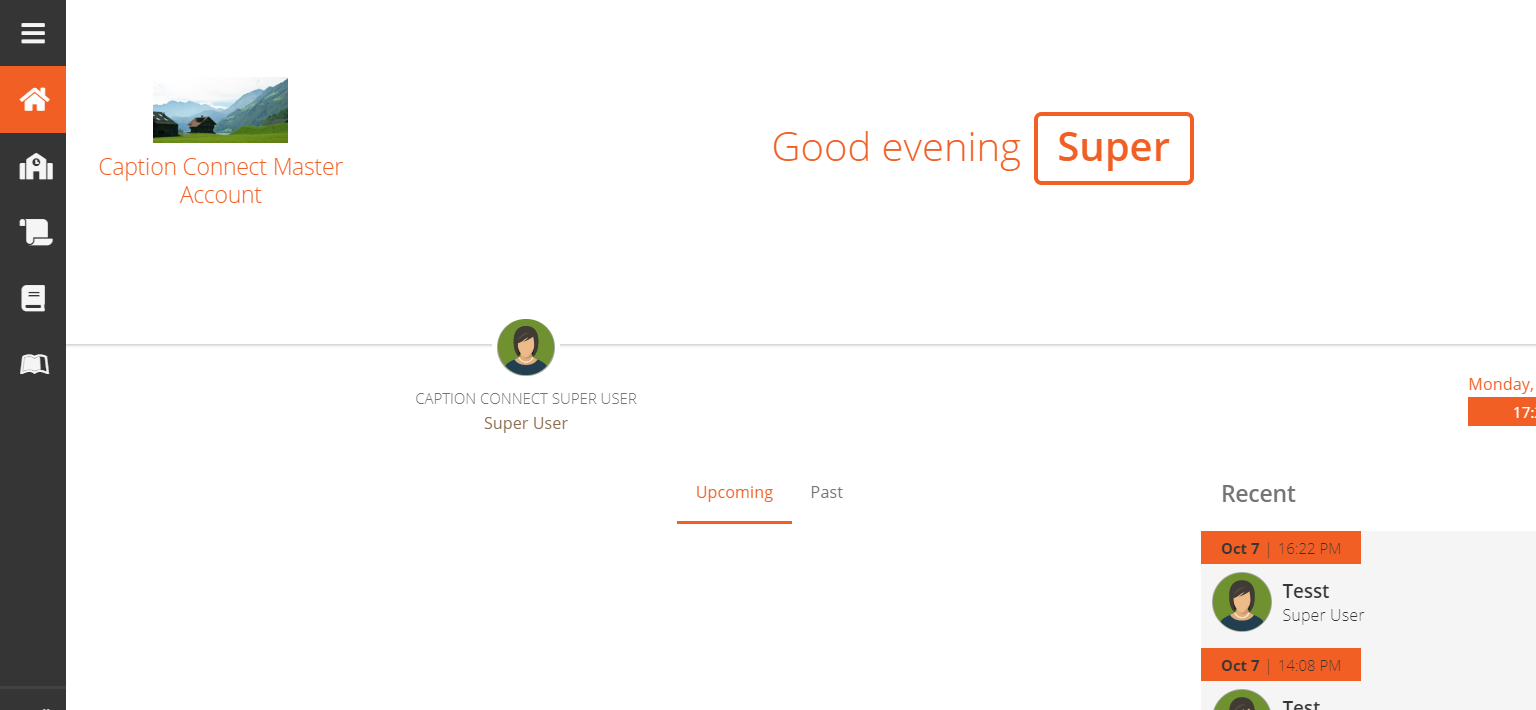 Caption Connect Master
Account
Good evening Super
CAPTION CONNECT SUPER USER
Super User
Monday,
17:
Upcoming
Past
Recent
Oct 7 | 16:22 PM
Tesst
Super User
Oct 7 | 14:08 PM
Test